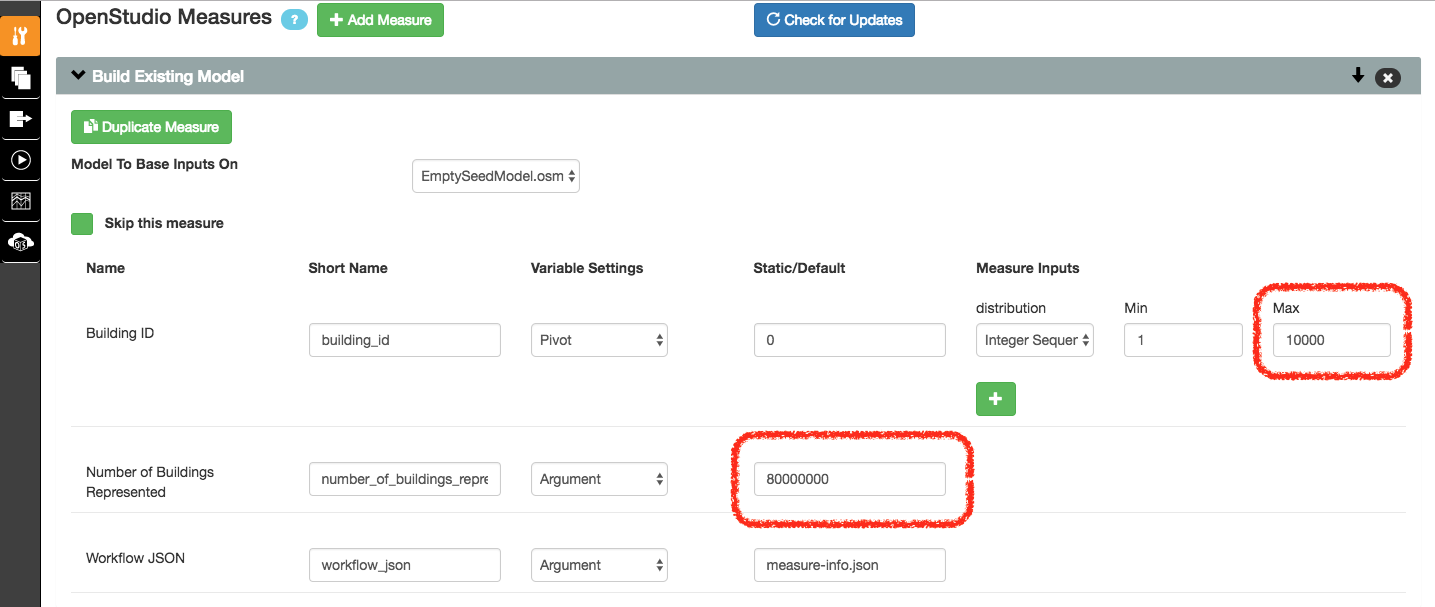 OpenStudio Measures ? Add Measure Check for Updates
Build Existing Model
Duplicate Measure
Model To Base Inputs On
EmptySeedModel.osm
Skip this measure
Name Short Name Variable Settings Static/Default Measure Inputs
distribution Min Max
Building ID building_id Pivot 0 Integer Sequer 1 10000
Number of Buildings
Represented number_of_buildings_repre Argument 80000000
Workflow JSON workflow_json Argument measure-info.json